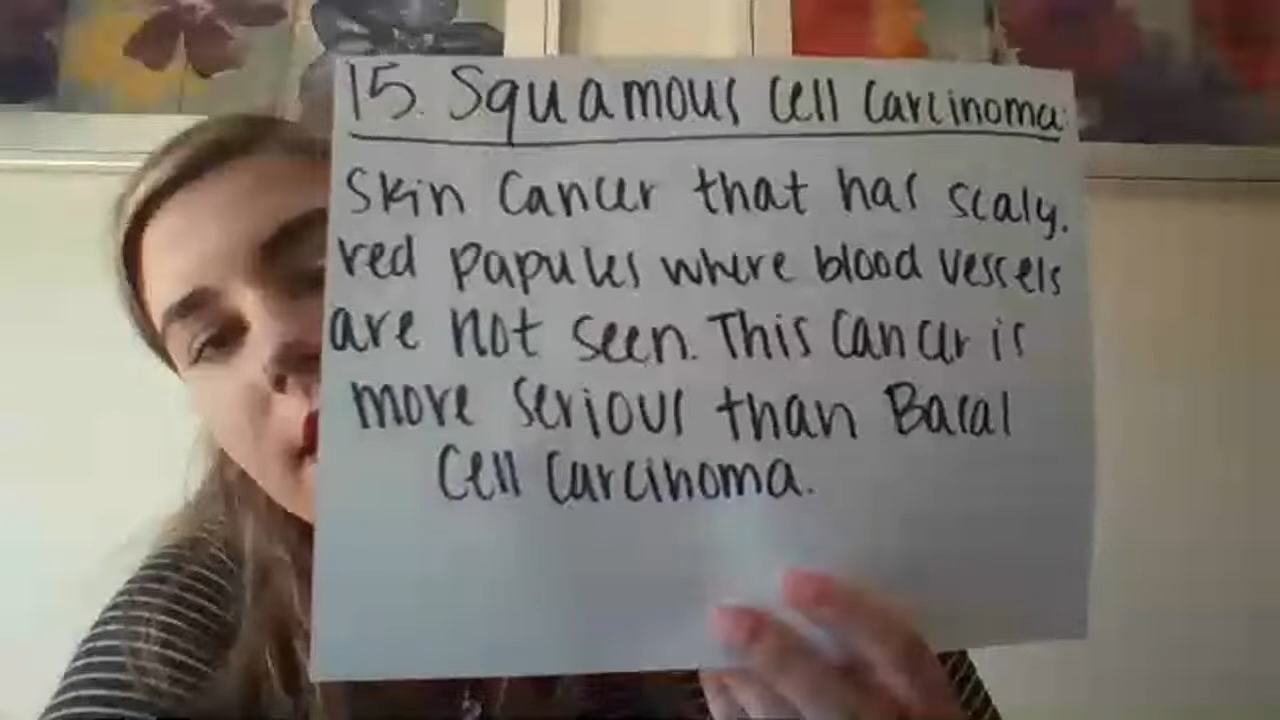 15. Squamous Cell Carcinoma:
Skin Cancer that has scaly,
red papules where blood vessels
are not seen. This cancer is
more serious than Basal
Cell Carcinoma.